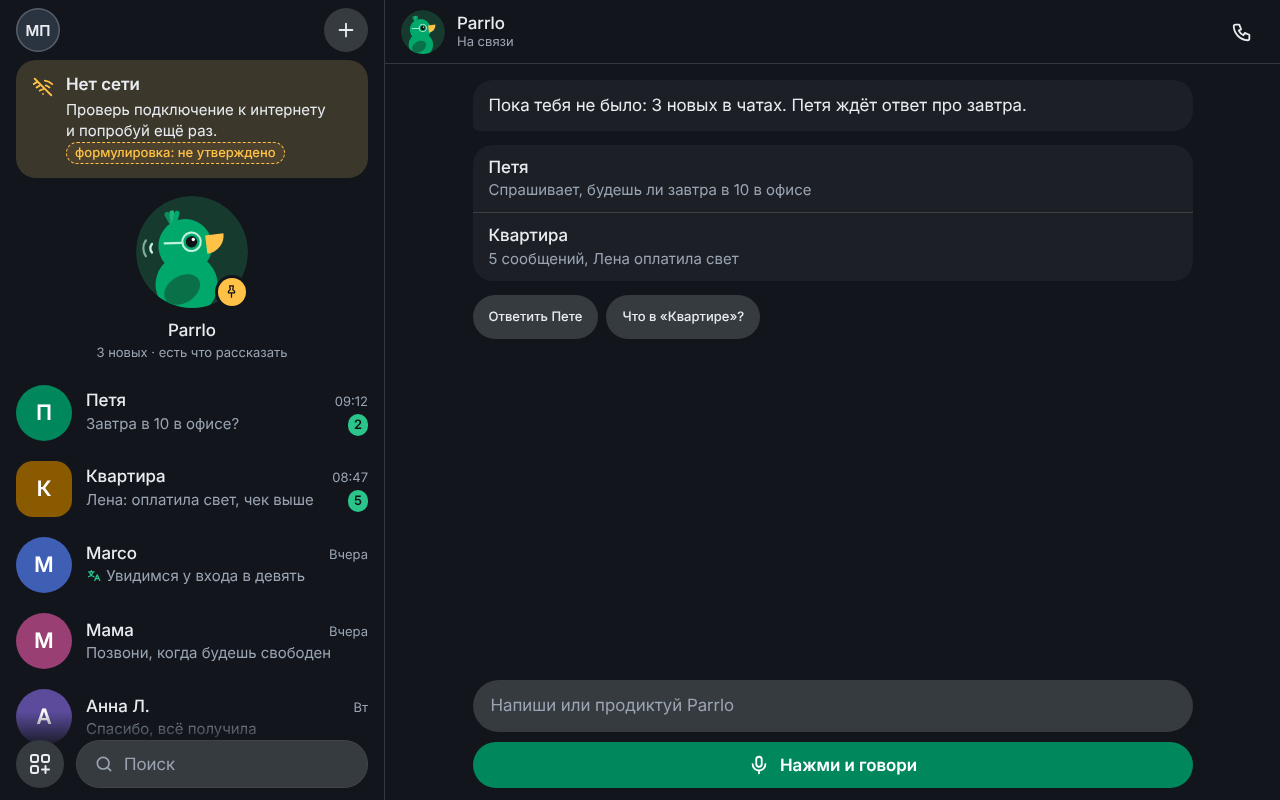 МП
Нет сети
Проверь подключение к интернету
и попробуй ещё раз.
формулировка: не утверждено
Parrlo
3 новых · есть что рассказать
Петя
09:12
Завтра в 10 в офисе?
2
П
Квартира
08:47
Лена: оплатила свет, чек выше
5
К
Marco
Вчера
Увидимся у входа в девять
M
Мама
Вчера
Позвони, когда будешь свободен
М
Анна Л.
Вт
Спасибо, всё получила
А
Поиск
Parrlo
На связи
Пока тебя не было: 3 новых в чатах. Петя ждёт ответ про завтра.
Петя
Спрашивает, будешь ли завтра в 10 в офисе
Квартира
5 сообщений, Лена оплатила свет
Ответить Пете
Что в «Квартире»?
Напиши или продиктуй Parrlo
Нажми и говори